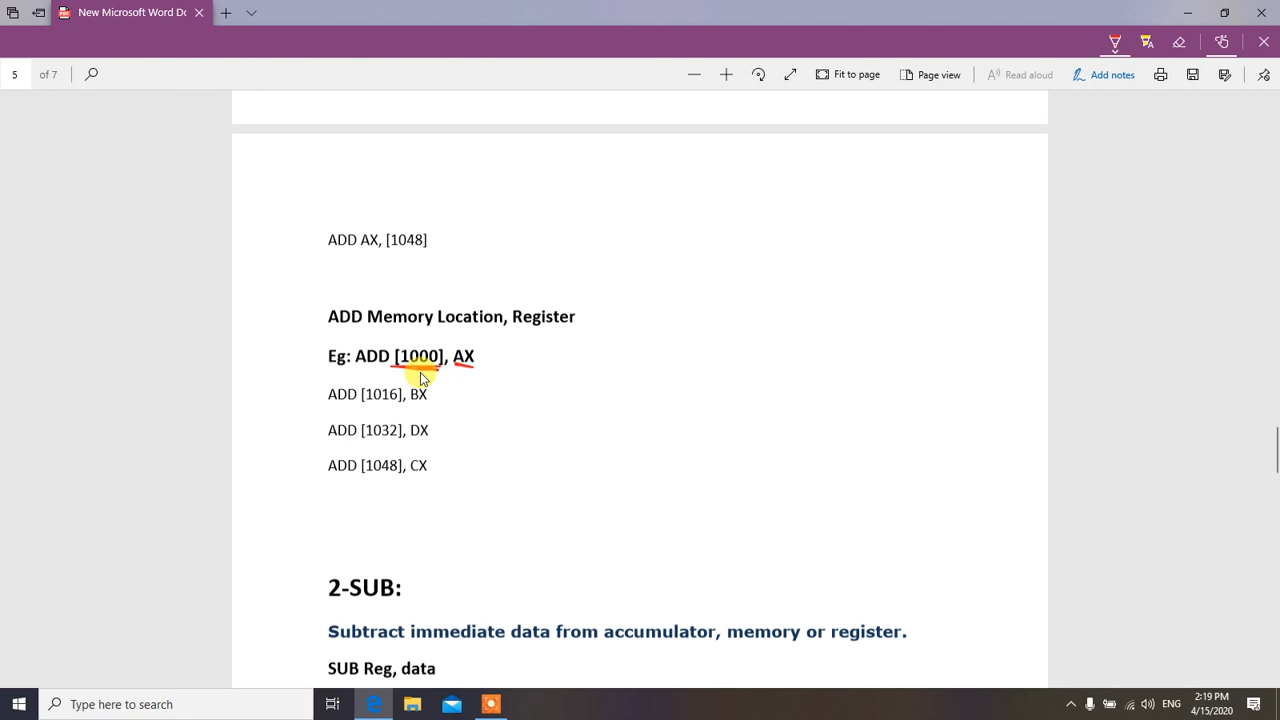 New Microsoft Word Doc
5 of 7
Fit to page
Page view
Read aloud
Add notes
ADD AX, [1048]
ADD Memory Location, Register
Eg: ADD [1000], AX
ADD [1016], BX
ADD [1032], DX
ADD [1048], CX
2-SUB:
Subtract immediate data from accumulator, memory or register.
SUB Reg, data
Type here to search
2:19 PM
4/15/2020